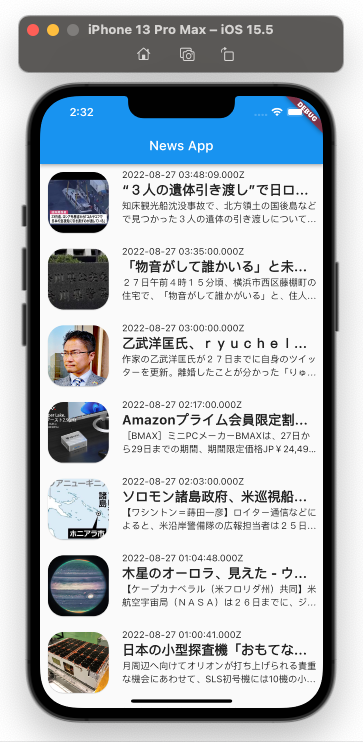 iPhone 13 Pro Max – iOS 15.5
2:32
DEBUG
News App
2022-08-27 03:48:09.000Z
“３人の遺体引き渡し”で日ロ...
知床観光船沈没事故で、北方領土の国後島など
で見つかった３人の遺体の引き渡しについて...
2022-08-27 03:35:00.000Z
「物音がして誰かいる」と未...
２７日午前４時１５分頃、横浜市西区藤棚町の
住宅で、「物音がして誰かがいる」と、住人...
2022-08-27 03:00:00.000Z
乙武洋匡氏、ｒｙｕｃｈｅｌ...
作家の乙武洋匡氏が２７日までに自身のツイッ
ターを更新。離婚したことが分かった「りゅ...
2022-08-27 02:17:00.000Z
Amazonプライム会員限定割...
［BMAX］ミニPCメーカーBMAXは、27日か
ら29日までの期間、期間限定価格JP￥24,49...
2022-08-27 02:03:00.000Z
ソロモン諸島政府、米巡視船...
【ワシントン＝蒔田一彦】ロイター通信などに
よると、米沿岸警備隊の広報担当者は２５日...
アニューギニ
諸島
ホニアラ市
2022-08-27 01:04:48.000Z
木星のオーロラ、見えた - ウ...
【ケープカナベラル（米フロリダ州）共同】米
航空宇宙局（ＮＡＳＡ）は２６日までに、ジ...
2022-08-27 01:00:41.000Z
日本の小型探査機「おもてな...
月周辺へ向けてオリオンが打ち上げられる貴重
な機会にあわせて、SLS初号機には10機の小...